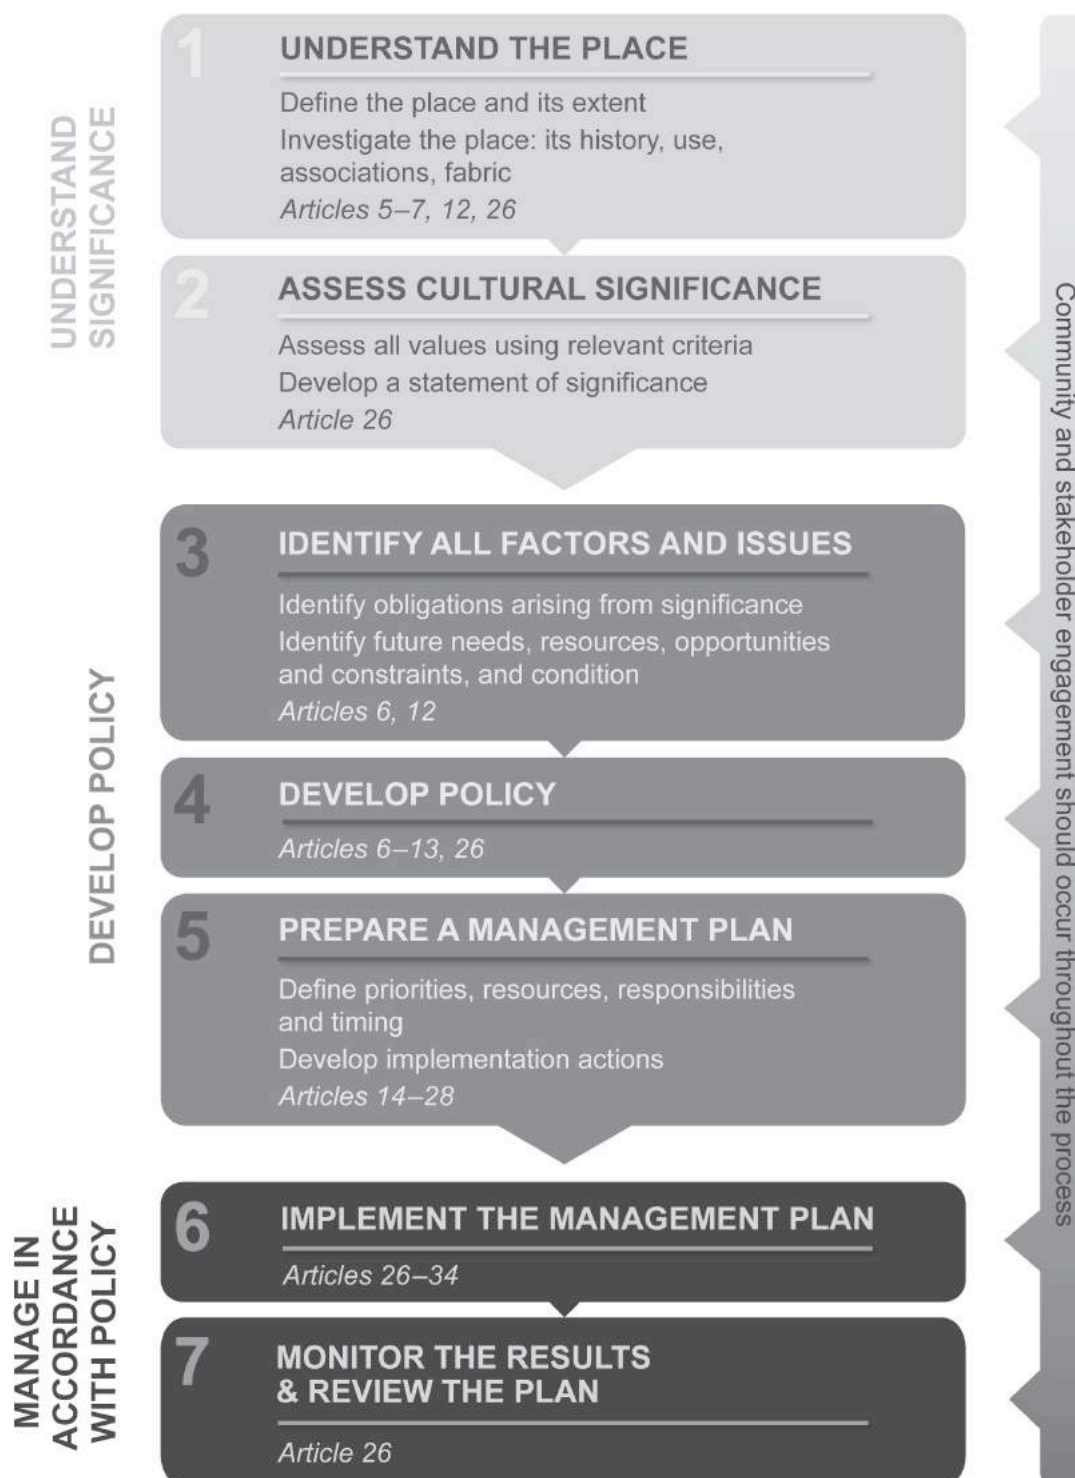 UNDERSTAND
SIGNIFICANCE
1
UNDERSTAND THE PLACE
Define the place and its extent
Investigate the place: its history, use,
associations, fabric
Articles 5–7, 12, 26
2
ASSESS CULTURAL SIGNIFICANCE
Assess all values using relevant criteria
Develop a statement of significance
Article 26
DEVELOP POLICY
3
IDENTIFY ALL FACTORS AND ISSUES
Identify obligations arising from significance
Identify future needs, resources, opportunities
and constraints, and condition
Articles 6, 12
4
DEVELOP POLICY
Articles 6–13, 26
5
PREPARE A MANAGEMENT PLAN
Define priorities, resources, responsibilities
and timing
Develop implementation actions
Articles 14–28
MANAGE IN
ACCORDANCE
WITH POLICY
6
IMPLEMENT THE MANAGEMENT PLAN
Articles 26–34
7
MONITOR THE RESULTS
& REVIEW THE PLAN
Article 26
Community and stakeholder engagement should occur throughout the process